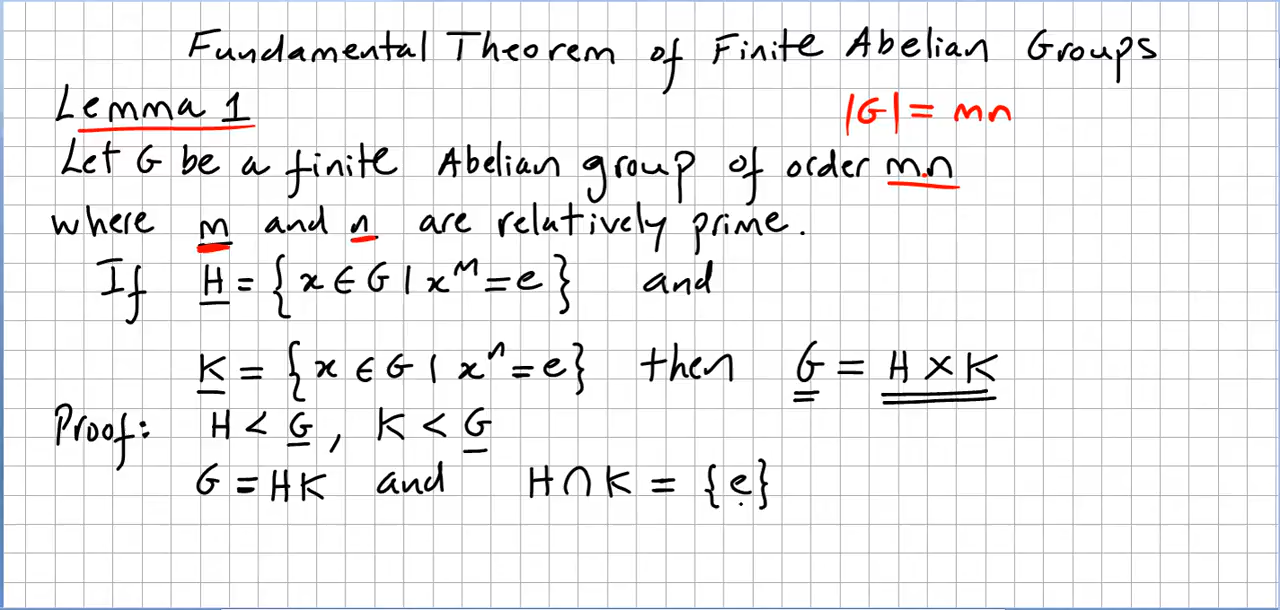 Fundamental Theorem of Finite Abelian Groups
Lemma 1
|G| = mn
Let G be a finite Abelian group of order m.n
where m and n are relatively prime.
If H = {x ∈ G | x^m = e} and
K = {x ∈ G | x^n = e} then G = H × K
Proof: H < G, K < G
G = HK and H ∩ K = {e}